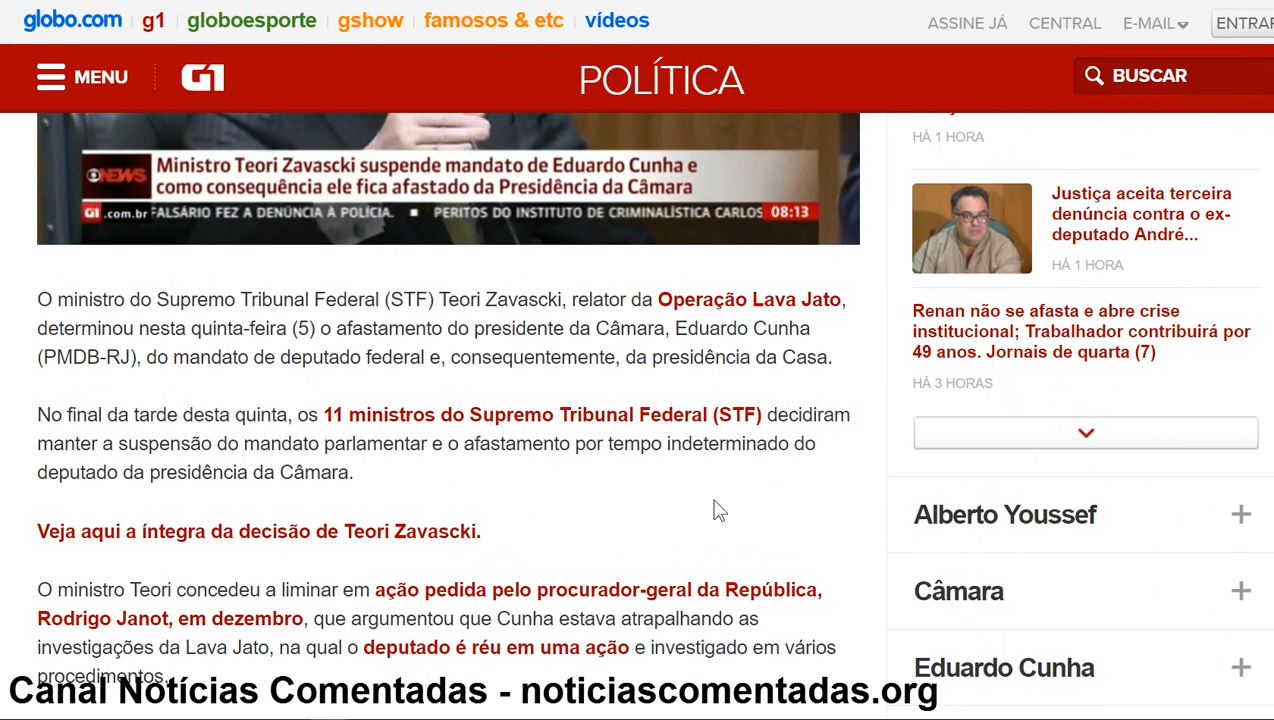 globo.com g1 globoesporte gshow famosos & etc vídeos ASSINE JÁ CENTRAL E-MAIL ENTRAR
MENU G1 POLÍTICA BUSCAR
Ministro Teori Zavascki suspende mandato de Eduardo Cunha e
como consequência ele fica afastado da Presidência da Câmara
NEWS
G1.com.br FALSÁRIO FEZ A DENÚNCIA À POLÍCIA. ■ PERITOS DO INSTITUTO DE CRIMINALÍSTICA CARLOS 08:13
O ministro do Supremo Tribunal Federal (STF) Teori Zavascki, relator da Operação Lava Jato,
determinou nesta quinta-feira (5) o afastamento do presidente da Câmara, Eduardo Cunha
(PMDB-RJ), do mandato de deputado federal e, consequentemente, da presidência da Casa.
No final da tarde desta quinta, os 11 ministros do Supremo Tribunal Federal (STF) decidiram
manter a suspensão do mandato parlamentar e o afastamento por tempo indeterminado do
deputado da presidência da Câmara.
Veja aqui a íntegra da decisão de Teori Zavascki.
O ministro Teori concedeu a liminar em ação pedida pelo procurador-geral da República,
Rodrigo Janot, em dezembro, que argumentou que Cunha estava atrapalhando as
investigações da Lava Jato, na qual o deputado é réu em uma ação e investigado em vários
procedimentos.
HÁ 1 HORA
Justiça aceita terceira
denúncia contra o ex-
deputado André...
HÁ 1 HORA
Renan não se afasta e abre crise
institucional; Trabalhador contribuirá por
49 anos. Jornais de quarta (7)
HÁ 3 HORAS
Alberto Youssef +
Câmara +
Eduardo Cunha +
Canal Notícias Comentadas - noticiascomentadas.org